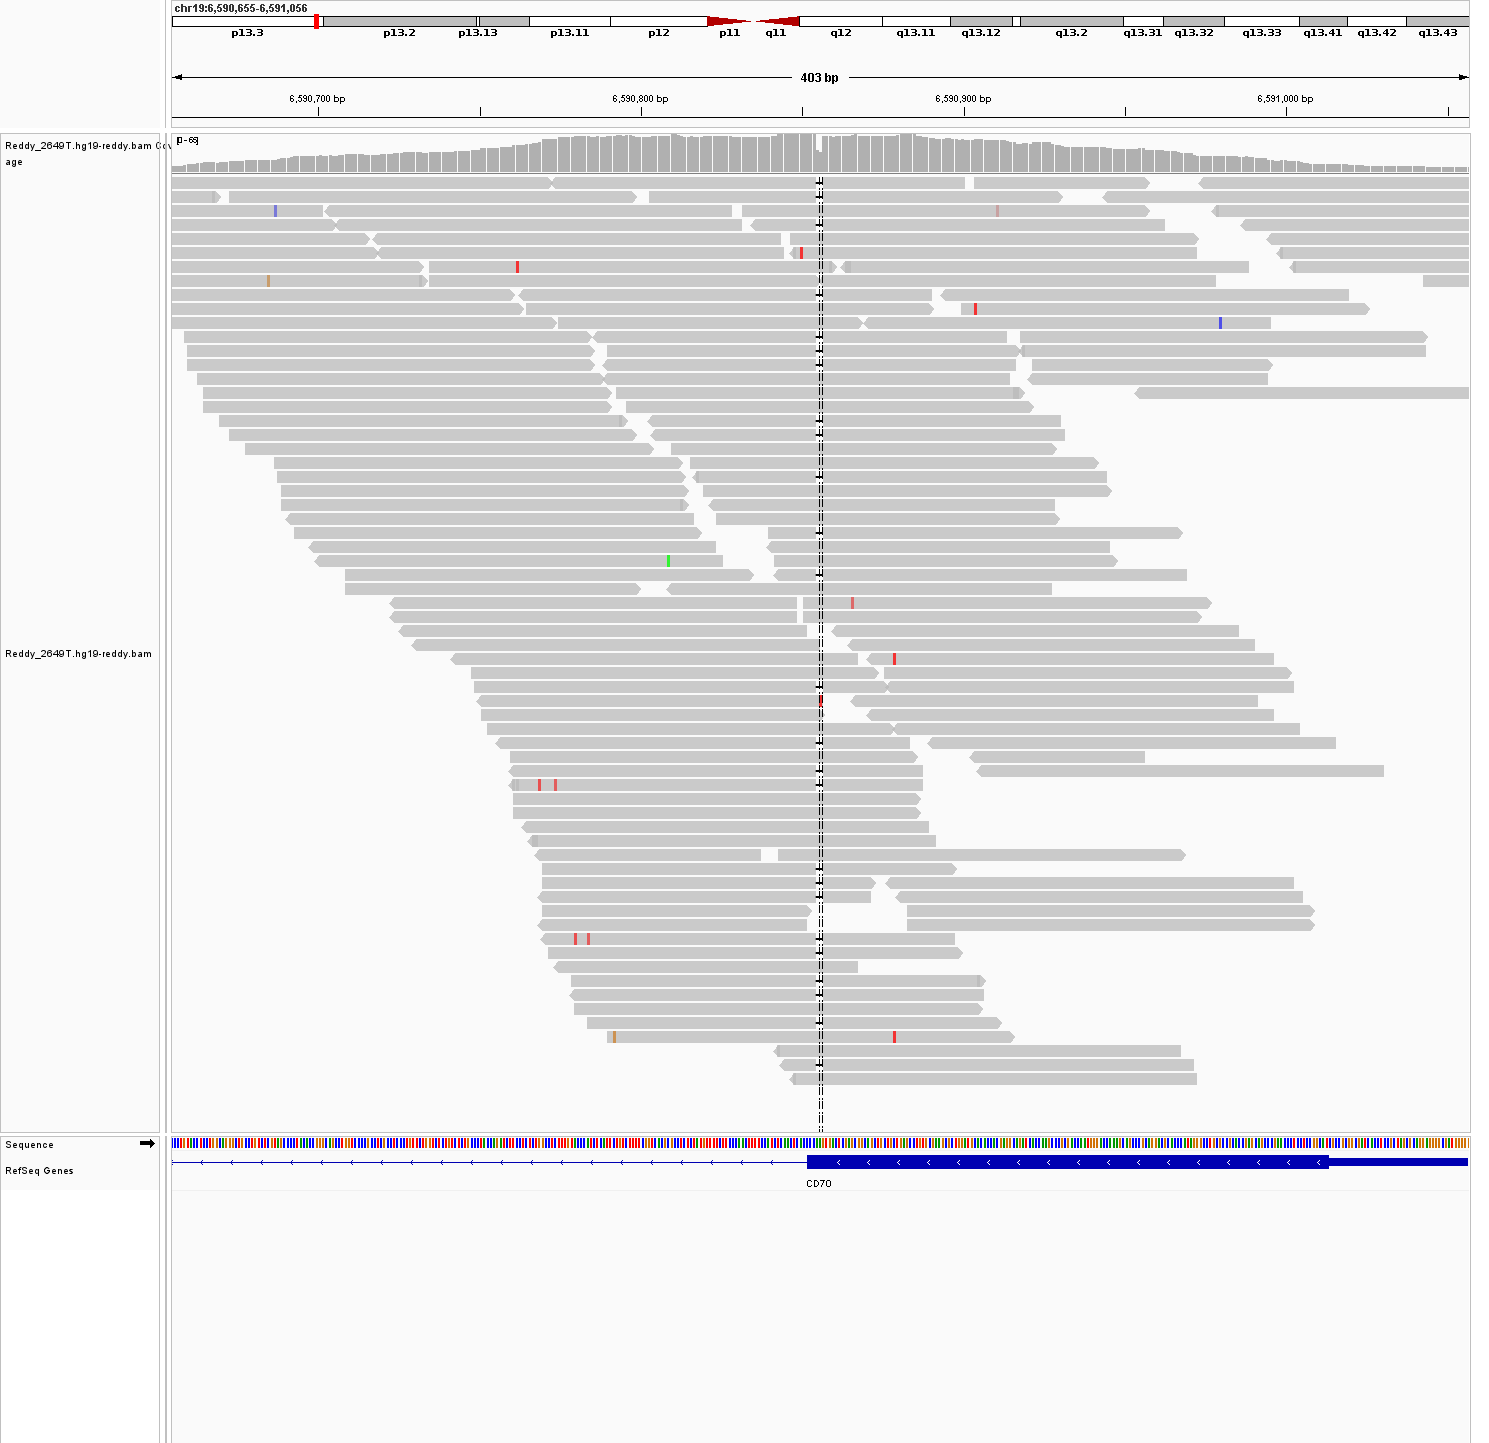 chr19:6,590,655-6,591,056
p13.3 p13.2 p13.13 p13.11 p12 p11 q11 q12 q13.11 q13.12 q13.2 q13.31 q13.32 q13.33 q13.41 q13.42 q13.43
403 bp
6,590,700 bp 6,590,800 bp 6,590,900 bp 6,591,000 bp
Reddy_2649T.hg19-reddy.bam Cov
age
[0-69]
Reddy_2649T.hg19-reddy.bam
Sequence
RefSeq Genes
CD70